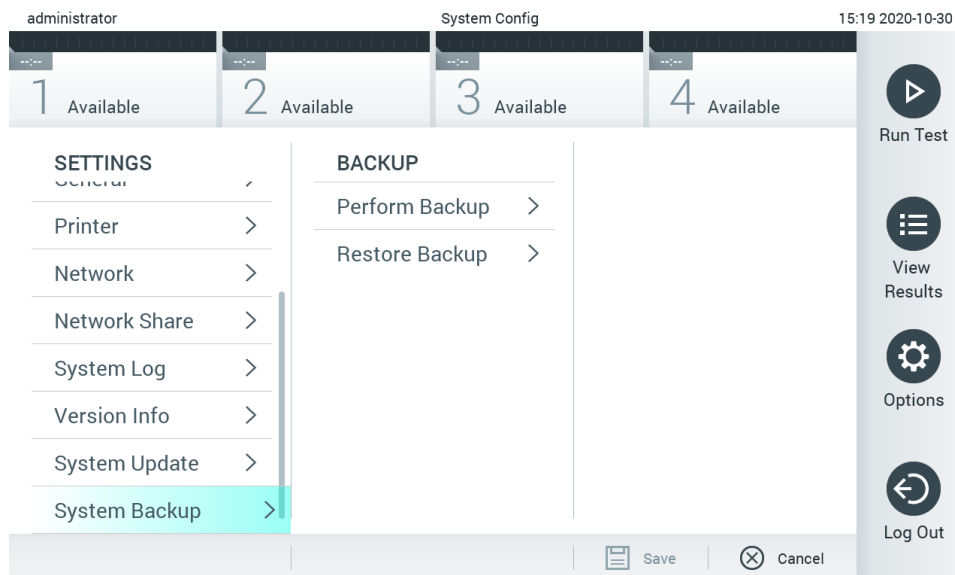 administrator
System Config
15:19 2020-10-30
--:--
--:--
--:--
--:--
1 Available
2 Available
3 Available
4 Available
Run Test
SETTINGS
General
Printer
Network
Network Share
System Log
Version Info
System Update
System Backup
BACKUP
Perform Backup
Restore Backup
View
Results
Options
Log Out
Save
Cancel